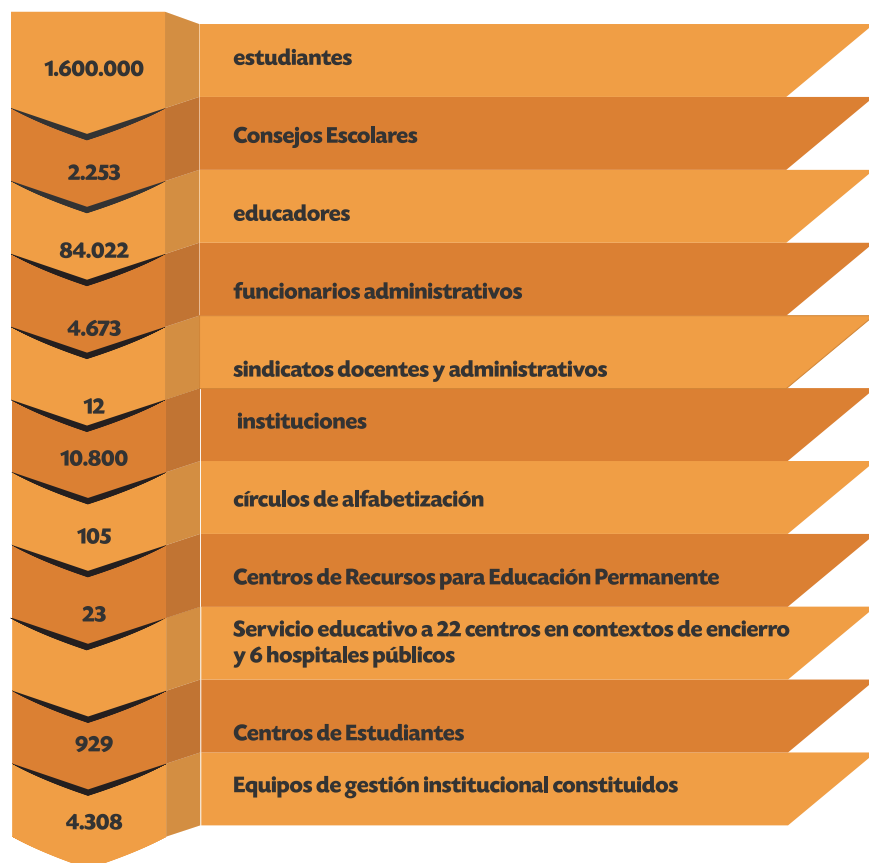 1.600.000
estudiantes
2.253
Consejos Escolares
84.022
educadores
4.673
funcionarios administrativos
12
sindicatos docentes y administrativos
10.800
instituciones
105
círculos de alfabetización
23
Centros de Recursos para Educación Permanente
Servicio educativo a 22 centros en contextos de encierro
y 6 hospitales públicos
929
Centros de Estudiantes
4.308
Equipos de gestión institucional constituidos